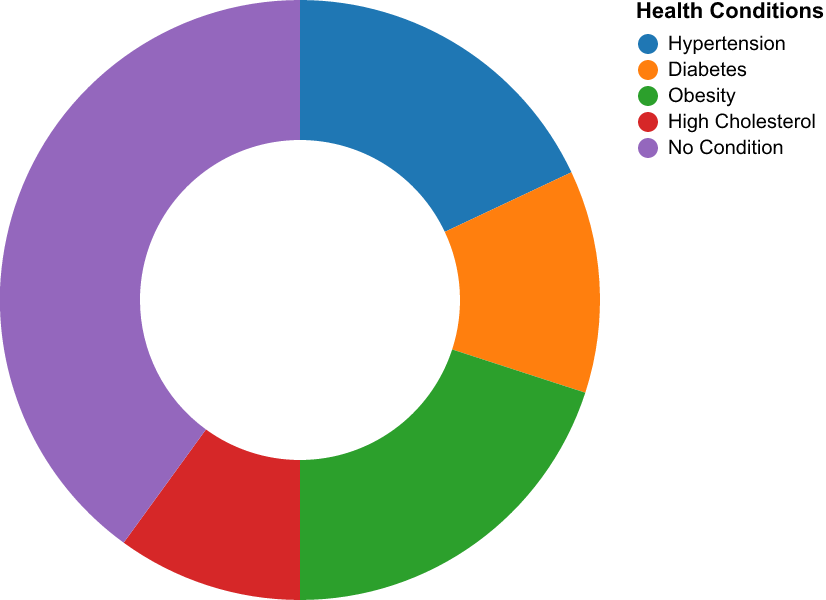 Health Conditions
Hypertension
Diabetes
Obesity
High Cholesterol
No Condition